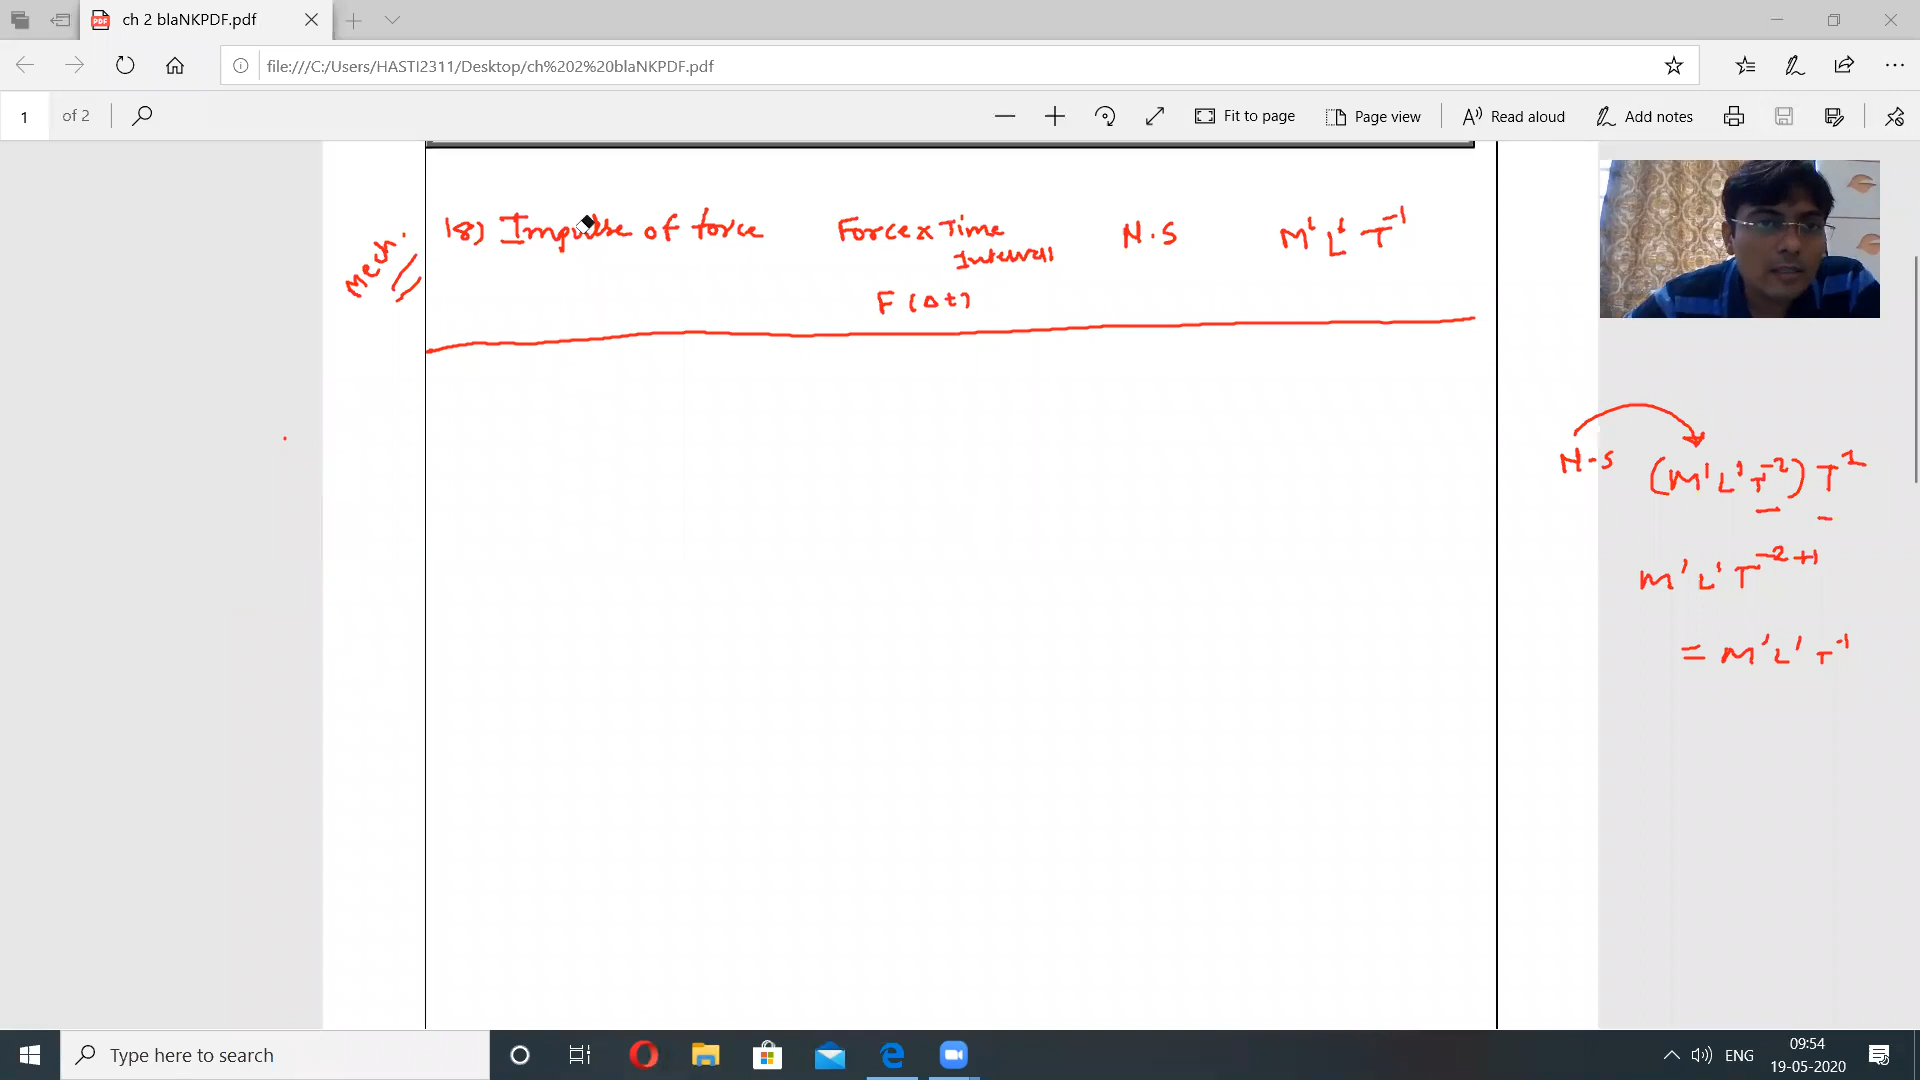 ch 2 blaNKPDF.pdf
file:///C:/Users/HASTI2311/Desktop/ch%202%20blaNKPDF.pdf
1 of 2
Fit to page
Page view
Read aloud
Add notes
Mech.
18) Impulse of force Force x Time Interval N·S M¹ L¹ T⁻¹
F (Δt)
N·S (M¹L¹T⁻²) T¹
M¹L¹T⁻²⁺¹
= M¹L¹T⁻¹
Type here to search
ENG
09:54
19-05-2020